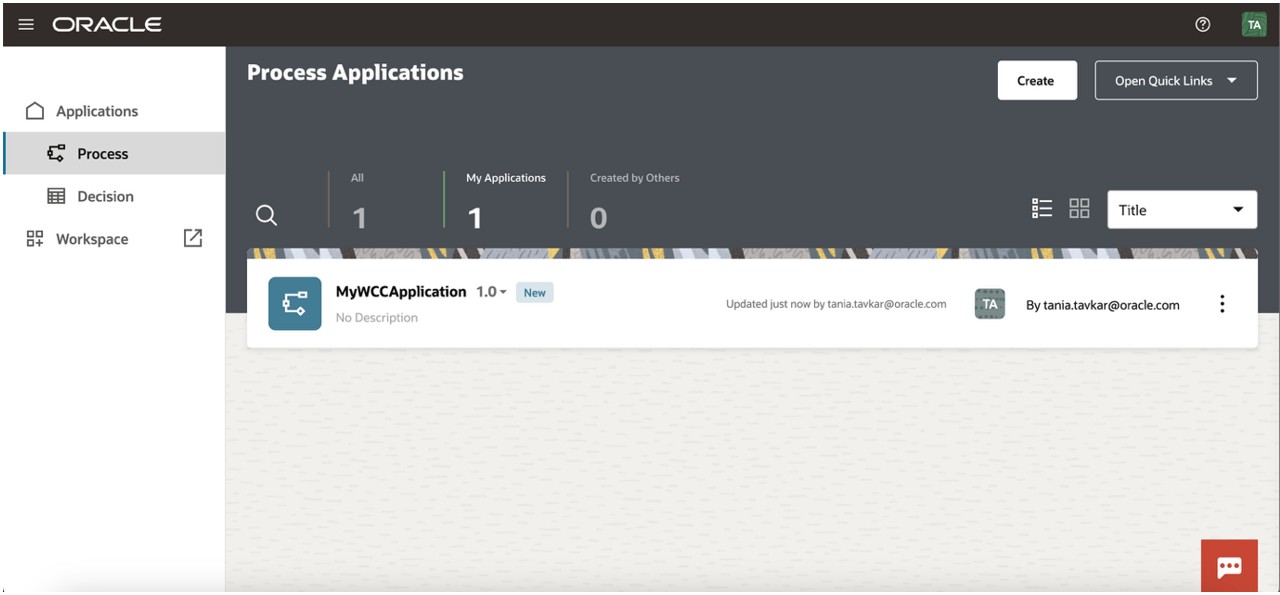 ORACLE
TA
Applications
Process
Decision
Workspace
Process Applications
Create
Open Quick Links
All
1
My Applications
1
Created by Others
0
Title
MyWCCApplication 1.0 New
No Description
Updated just now by tania.tavkar@oracle.com
TA
By tania.tavkar@oracle.com